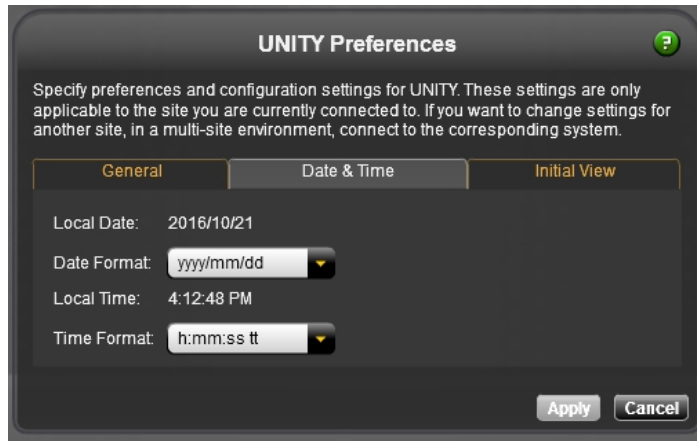 UNITY Preferences
?
Specify preferences and configuration settings for UNITY. These settings are only
applicable to the site you are currently connected to. If you want to change settings for
another site, in a multi-site environment, connect to the corresponding system.
General Date & Time Initial View
Local Date: 2016/10/21
Date Format: yyyy/mm/dd
Local Time: 4:12:48 PM
Time Format: h:mm:ss tt
Apply Cancel